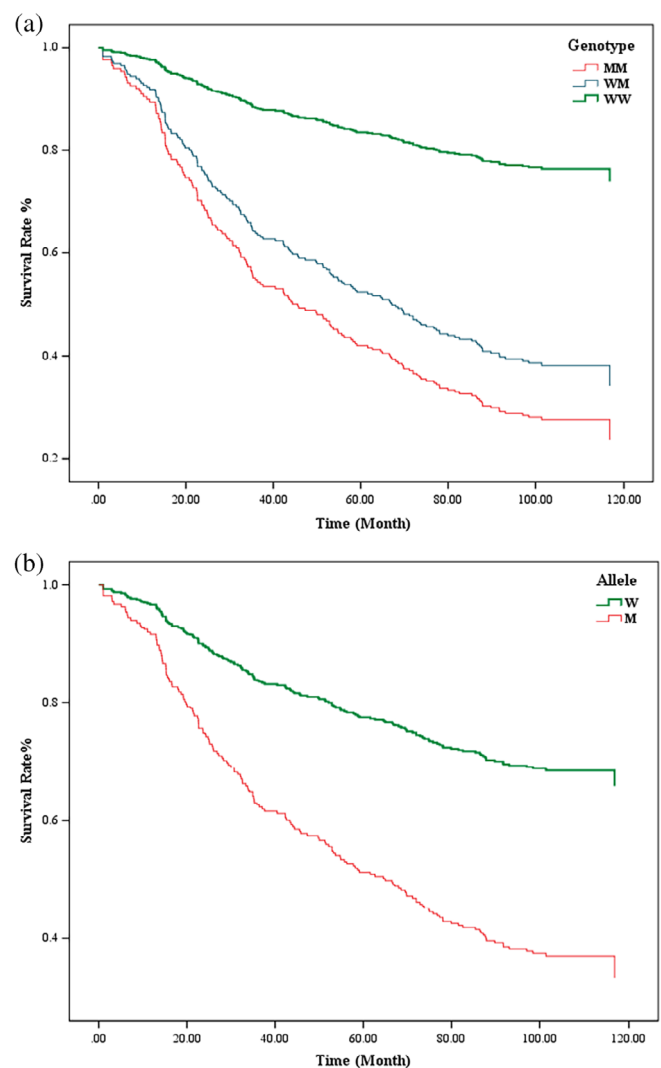 (a)
Genotype
MM
WM
WW
1.0
0.8
0.6
0.4
0.2
Survival Rate %
.00 20.00 40.00 60.00 80.00 100.00 120.00
Time (Month)
(b)
Allele
W
M
1.0
0.8
0.6
0.4
Survival Rate%
.00 20.00 40.00 60.00 80.00 100.00 120.00
Time (Month)